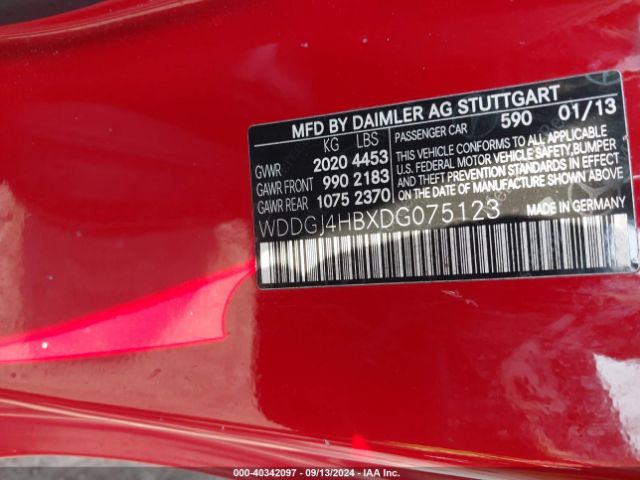 MFD BY DAIMLER AG STUTTGART
KG LBS PASSENGER CAR 590 01/13
GVWR 2020 4453
GAWR FRONT 990 2183
GAWR REAR 1075 2370
THIS VEHICLE CONFORMS TO ALL APPLICABLE
U.S. FEDERAL MOTOR VEHICLE SAFETY, BUMPER
AND THEFT PREVENTION STANDARDS IN EFFECT
ON THE DATE OF MANUFACTURE SHOWN ABOVE.
WDDGJ4HBXDG075123
MADE IN GERMANY
000-40342097 - 09/13/2024 - IAA Inc.